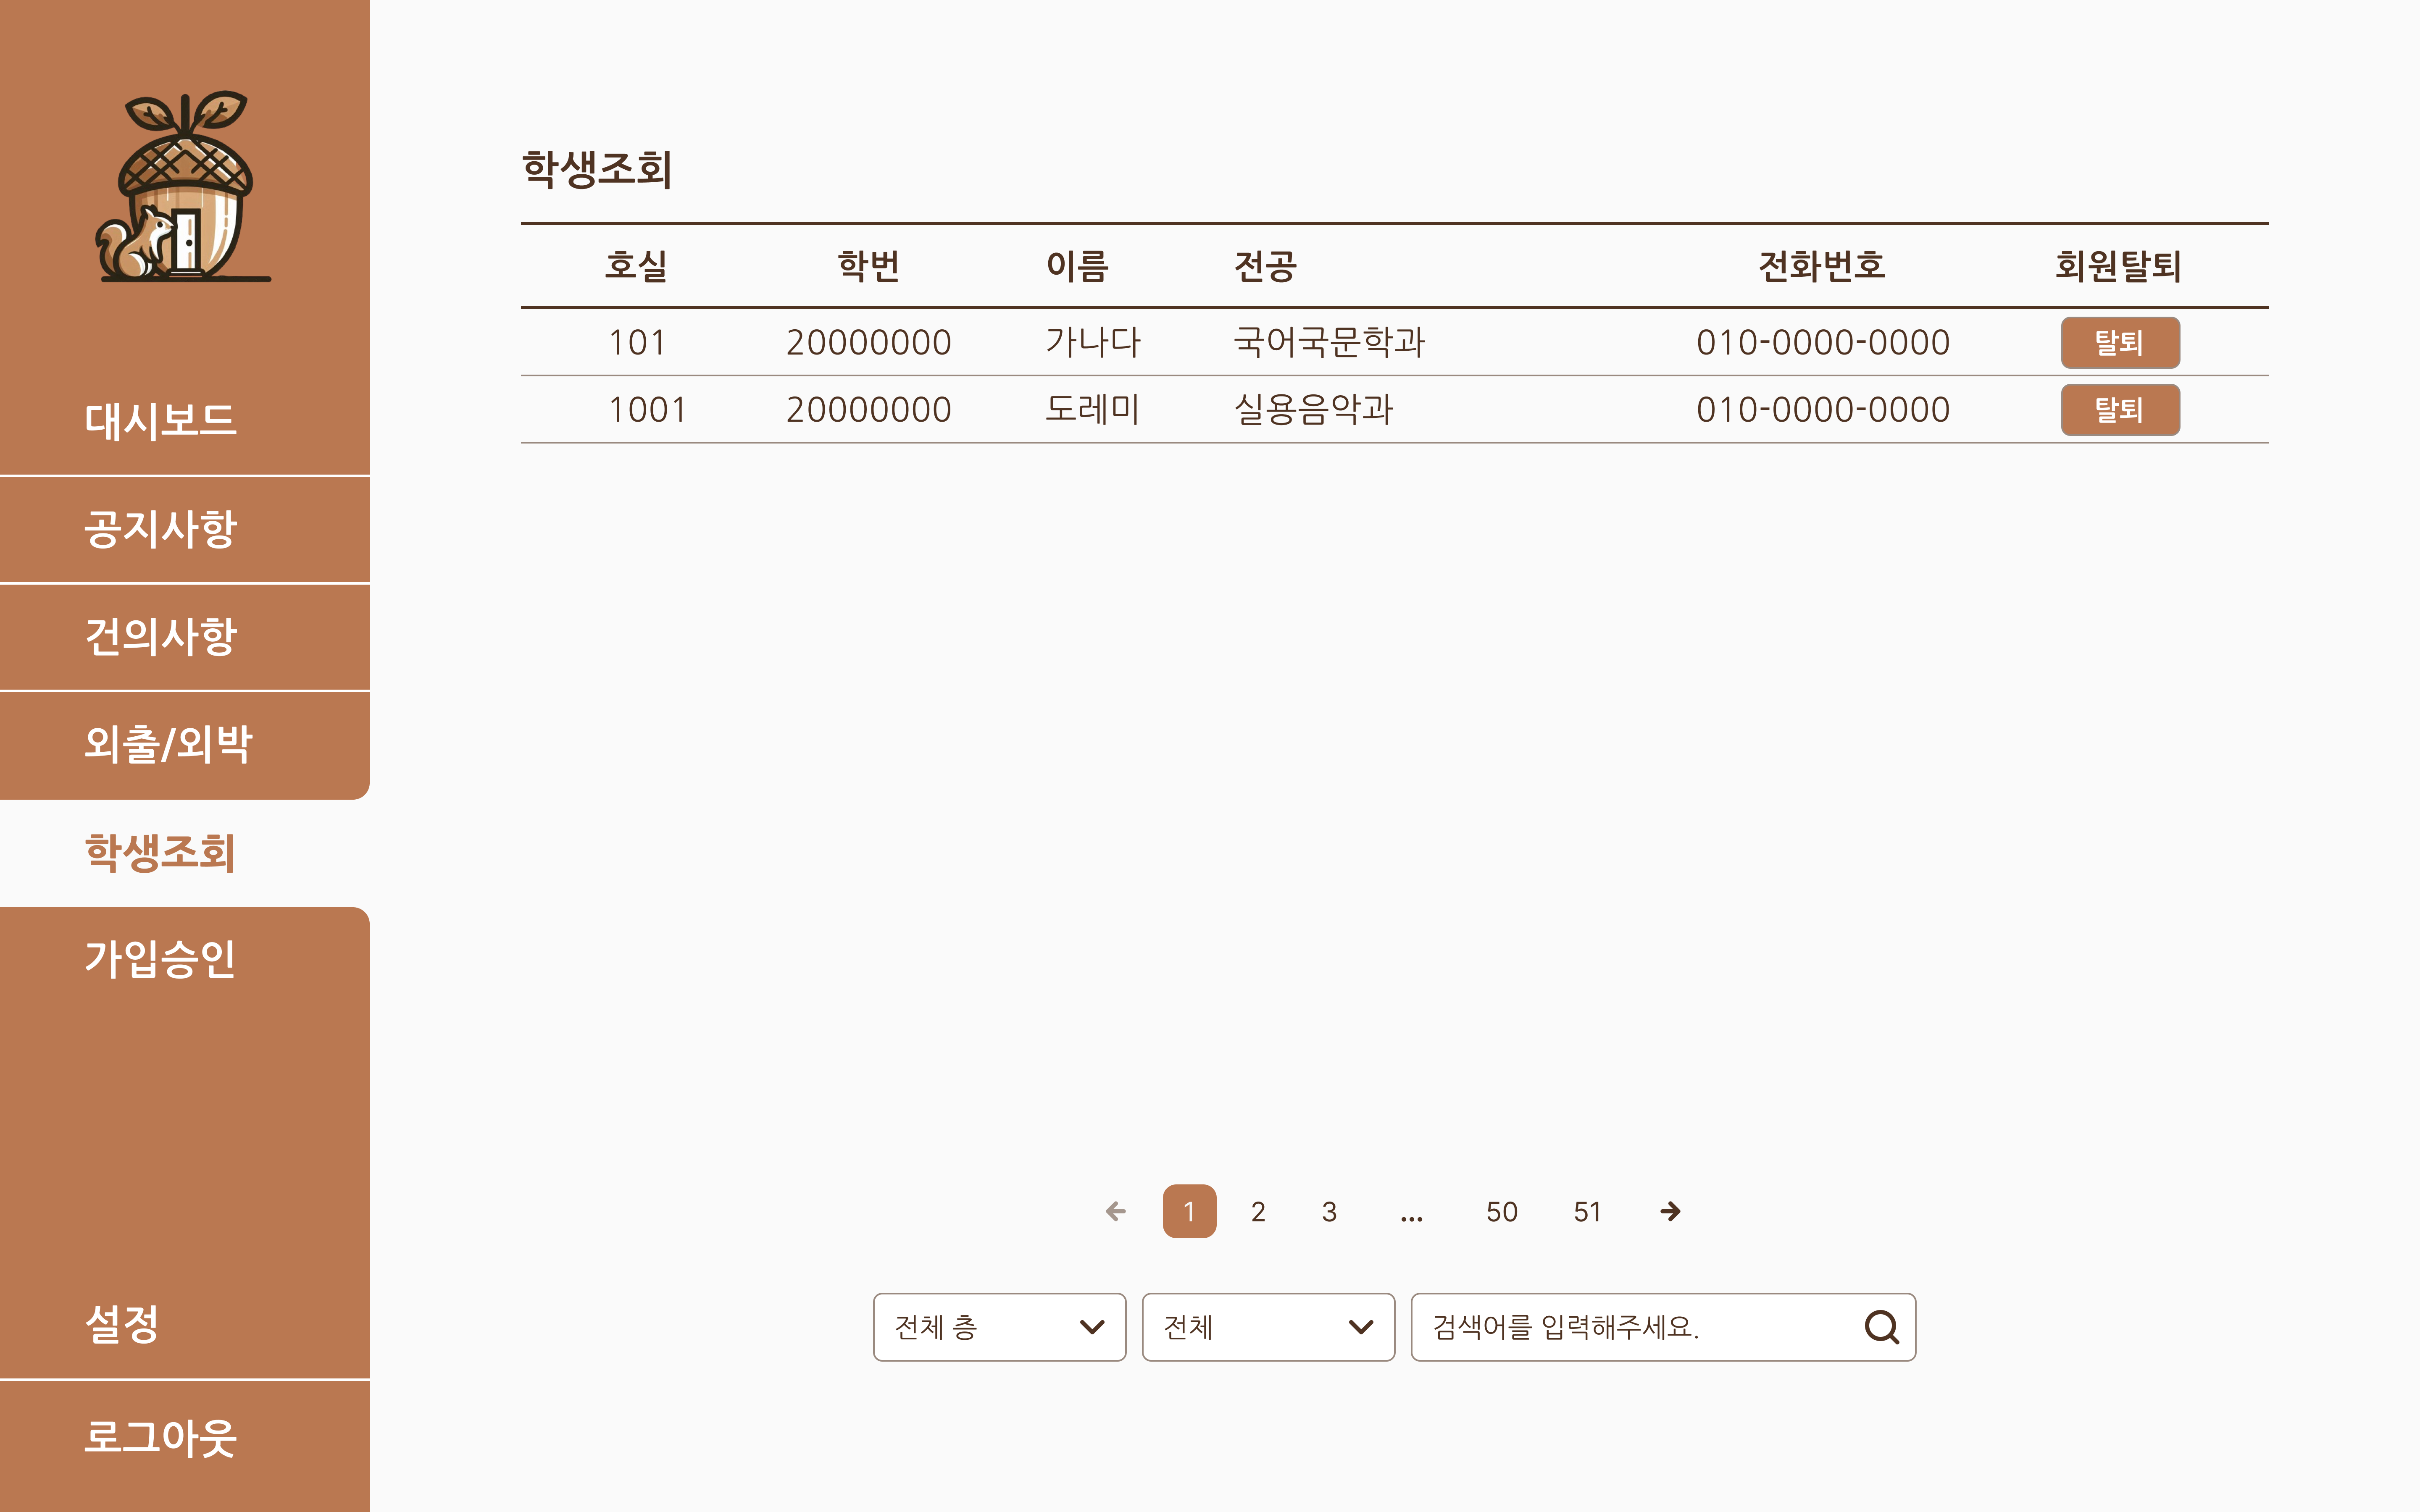 대시보드
공지사항
건의사항
외출/외박
학생조회
가입승인
설정
로그아웃
학생조회
호실 학번 이름 전공 전화번호 회원탈퇴
101 20000000 가나다 국어국문학과 010-0000-0000 탈퇴
1001 20000000 도레미 실용음악과 010-0000-0000 탈퇴
1 2 3 ... 50 51
전체 층 전체 검색어를 입력해주세요.